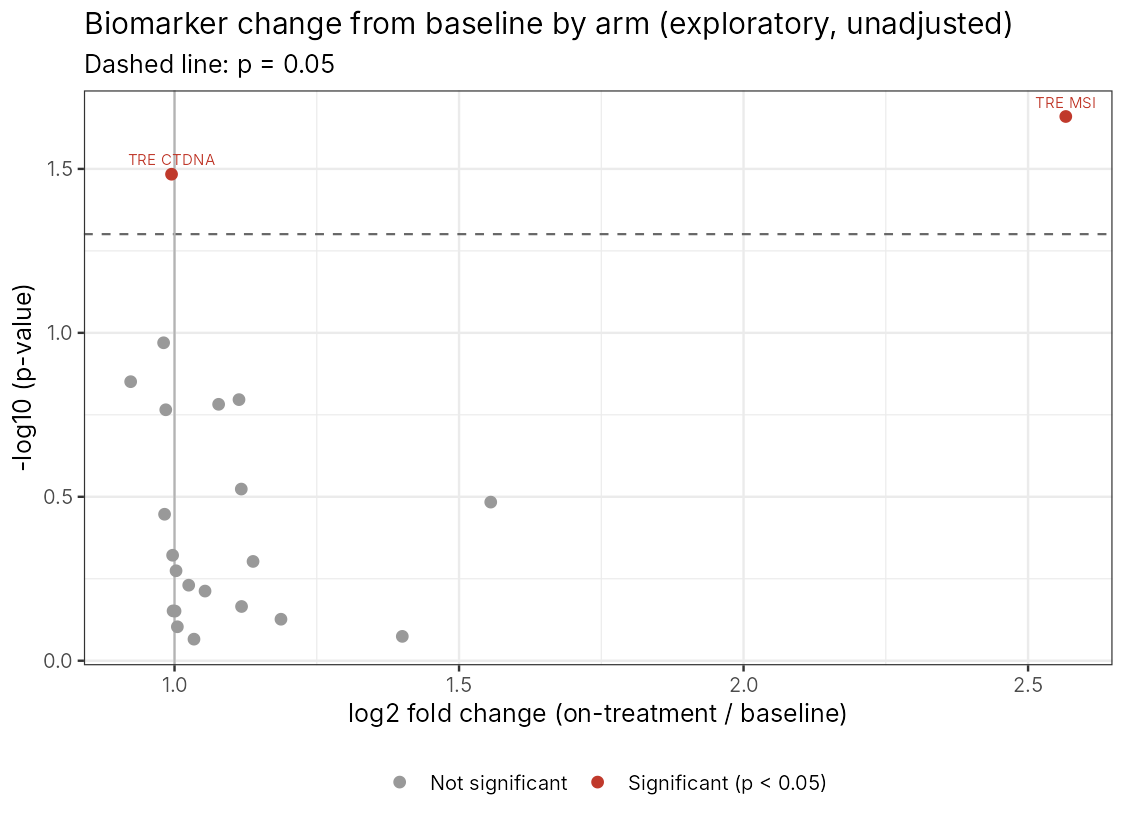 Biomarker change from baseline by arm (exploratory, unadjusted)
Dashed line: p = 0.05
TRE MSI
TRE CTDNA
1.5
1.0
0.5
0.0
-log10 (p-value)
1.0 1.5 2.0 2.5
log2 fold change (on-treatment / baseline)
Not significant Significant (p < 0.05)